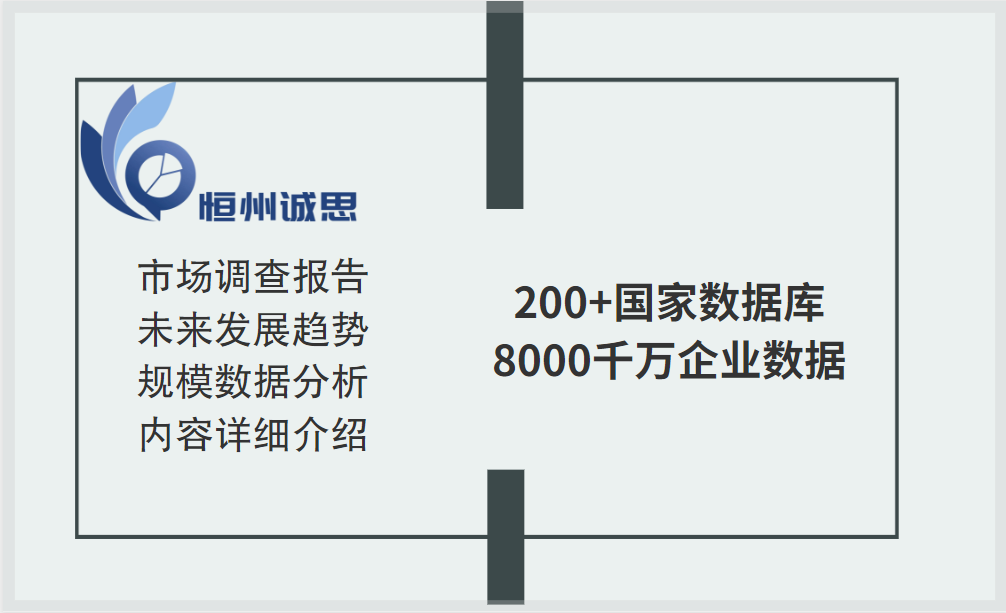 恒州诚思
市场调查报告
未来发展趋势
规模数据分析
内容详细介绍
200+国家数据库
8000千万企业数据